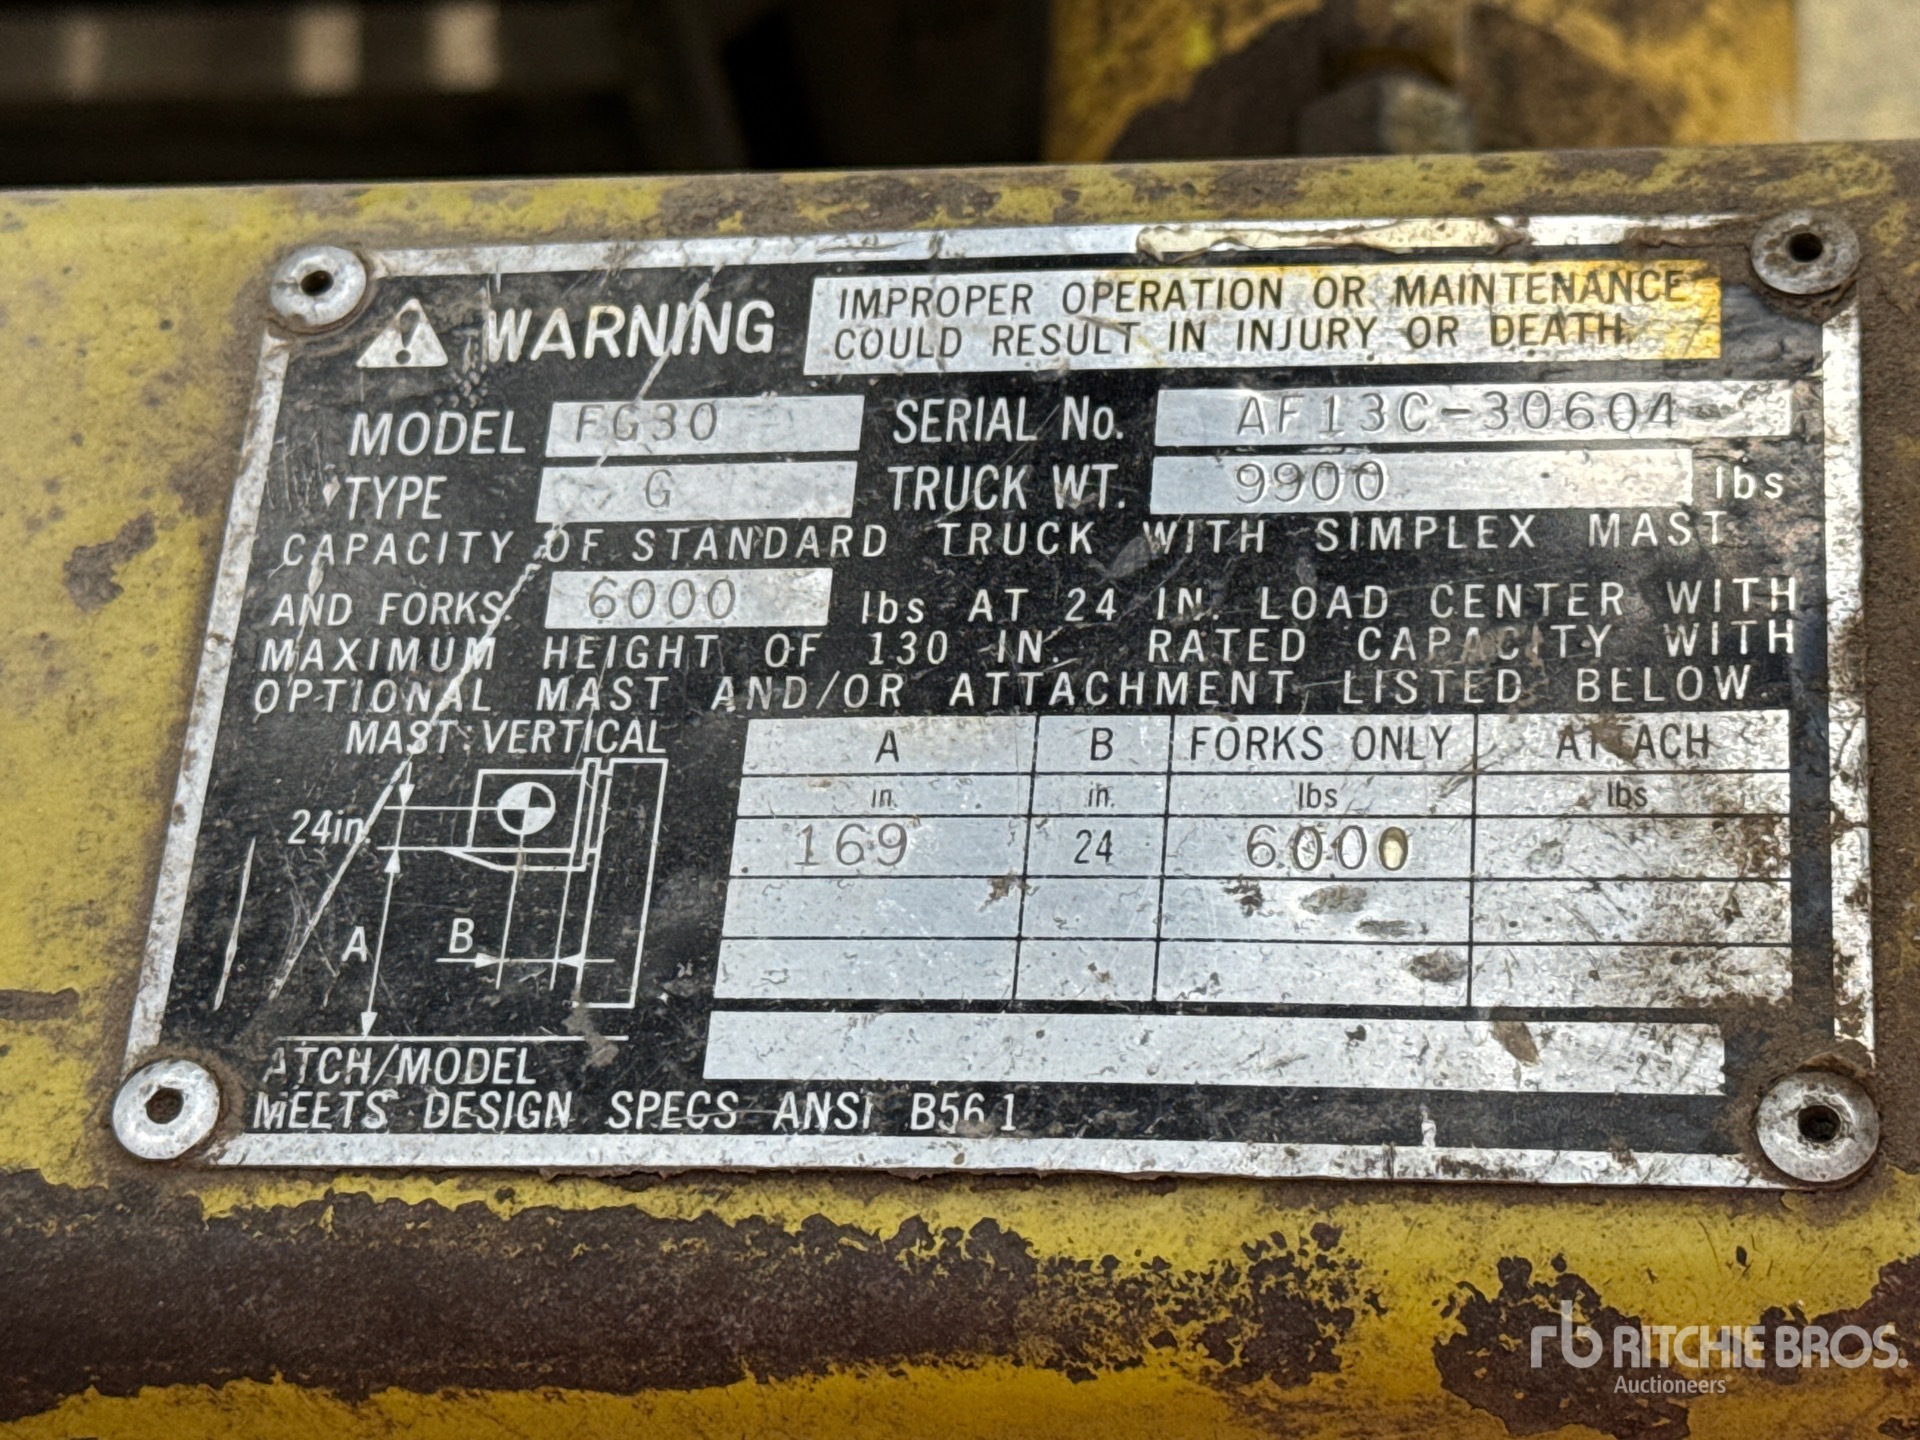 WARNING
IMPROPER OPERATION OR MAINTENANCE
COULD RESULT IN INJURY OR DEATH.
MODEL FG30 SERIAL No. AF13C-30604
TYPE G TRUCK WT. 9900 lbs
CAPACITY OF STANDARD TRUCK WITH SIMPLEX MAST
AND FORKS. 6000 lbs AT 24 IN. LOAD CENTER WITH
MAXIMUM HEIGHT OF 130 IN. RATED CAPACITY WITH
OPTIONAL MAST AND/OR ATTACHMENT LISTED BELOW.
MAST:VERTICAL
24in.
A
B
A B FORKS ONLY ATTACH
in. in. lbs lbs
169 24 6000
ATCH/MODEL
MEETS DESIGN SPECS ANSI B56.1
rb RITCHIE BROS.
Auctioneers